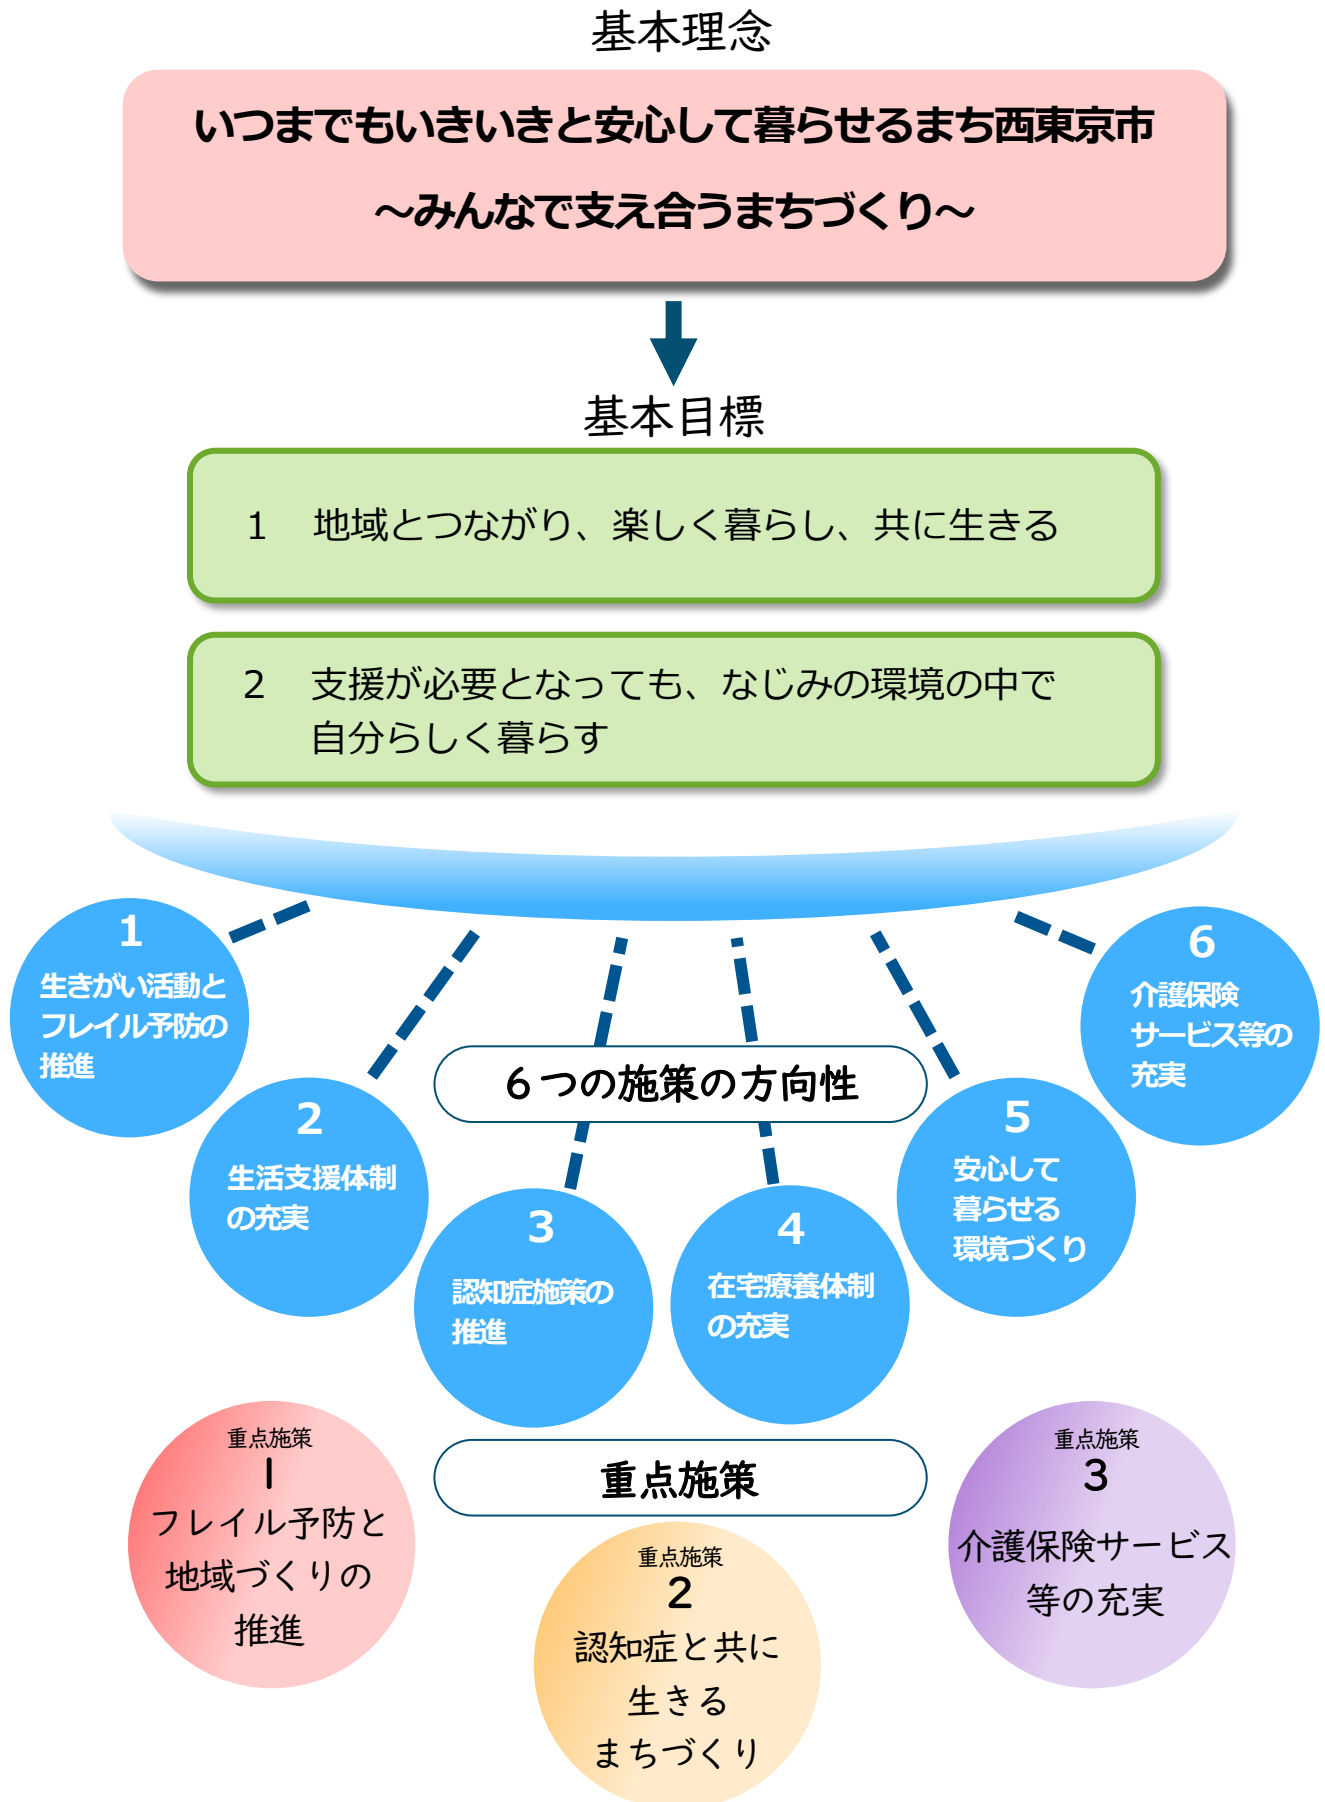 基本理念
いつまでもいきいきと安心して暮らせるまち西東京市
～みんなで支え合うまちづくり～
基本目標
1 地域とつながり、楽しく暮らし、共に生きる
2 支援が必要となっても、なじみの環境の中で
自分らしく暮らす
1
生きがい活動と
フレイル予防の
推進
2
生活支援体制
の充実
6つの施策の方向性
3
認知症施策の
推進
4
在宅療養体制
の充実
5
安心して
暮らせる
環境づくり
6
介護保険
サービス等の
充実
重点施策
重点施策
1
フレイル予防と
地域づくりの
推進
重点施策
2
認知症と共に
生きる
まちづくり
重点施策
3
介護保険サービス
等の充実